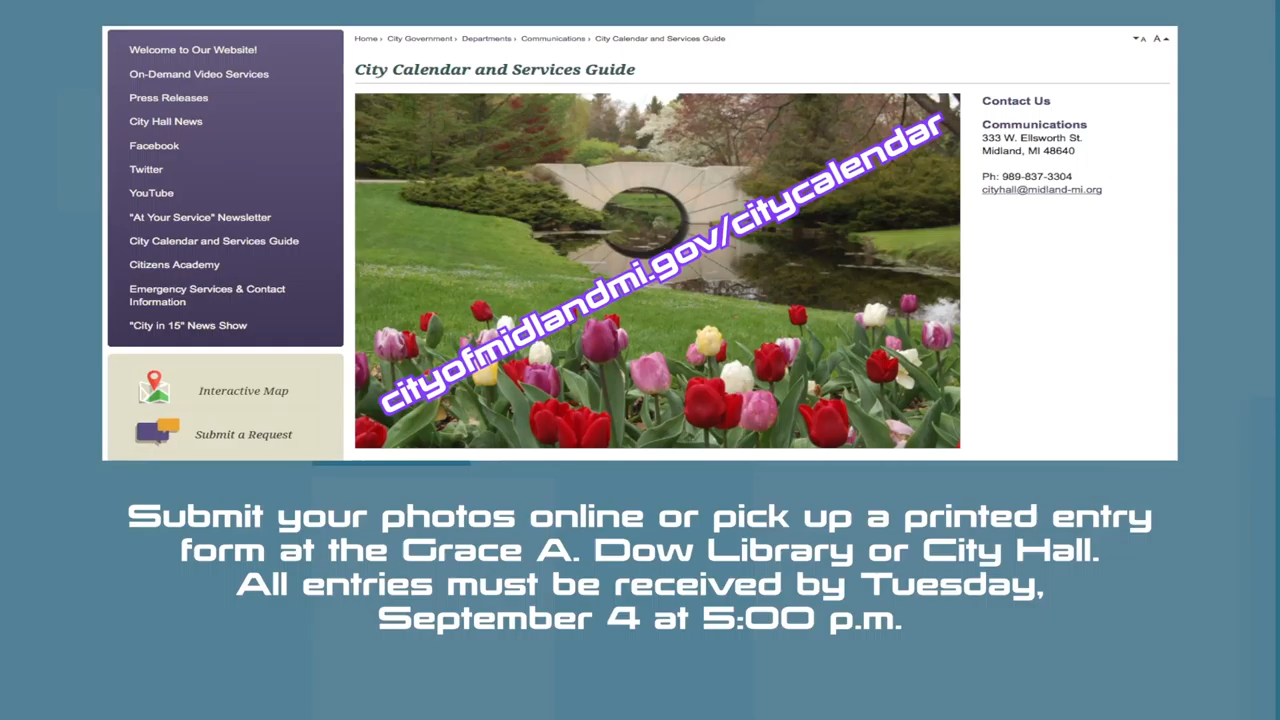 Welcome to Our Website!
On-Demand Video Services
Press Releases
City Hall News
Facebook
Twitter
YouTube
"At Your Service" Newsletter
City Calendar and Services Guide
Citizens Academy
Emergency Services & Contact
Information
"City in 15" News Show
Interactive Map
Submit a Request
Home › City Government › Departments › Communications › City Calendar and Services Guide
A A
City Calendar and Services Guide
cityofmidlandmi.gov/citycalendar
Contact Us
Communications
333 W. Ellsworth St.
Midland, MI 48640
Ph: 989-837-3304
cityhall@midland-mi.org
Submit your photos online or pick up a printed entry
form at the Grace A. Dow Library or City Hall.
All entries must be received by Tuesday,
September 4 at 5:00 p.m.